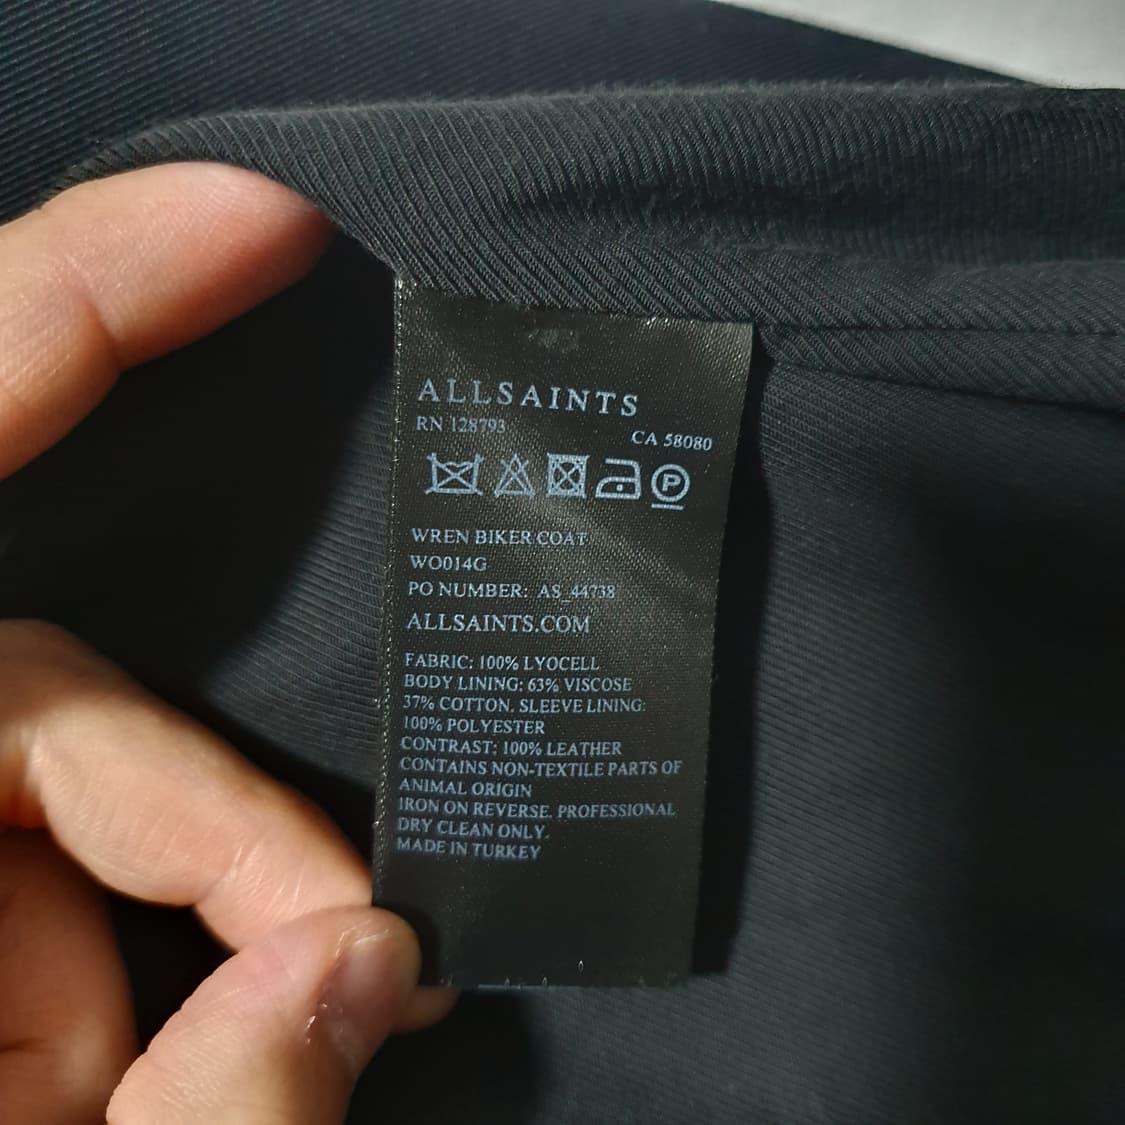 ALLSAINTS
RN 128793 CA 58080
P
WREN BIKER COAT
WO014G
PO NUMBER: AS_44738
ALLSAINTS.COM
FABRIC: 100% LYOCELL
BODY LINING: 63% VISCOSE
37% COTTON. SLEEVE LINING:
100% POLYESTER
CONTRAST: 100% LEATHER
CONTAINS NON-TEXTILE PARTS OF
ANIMAL ORIGIN
IRON ON REVERSE. PROFESSIONAL
DRY CLEAN ONLY.
MADE IN TURKEY